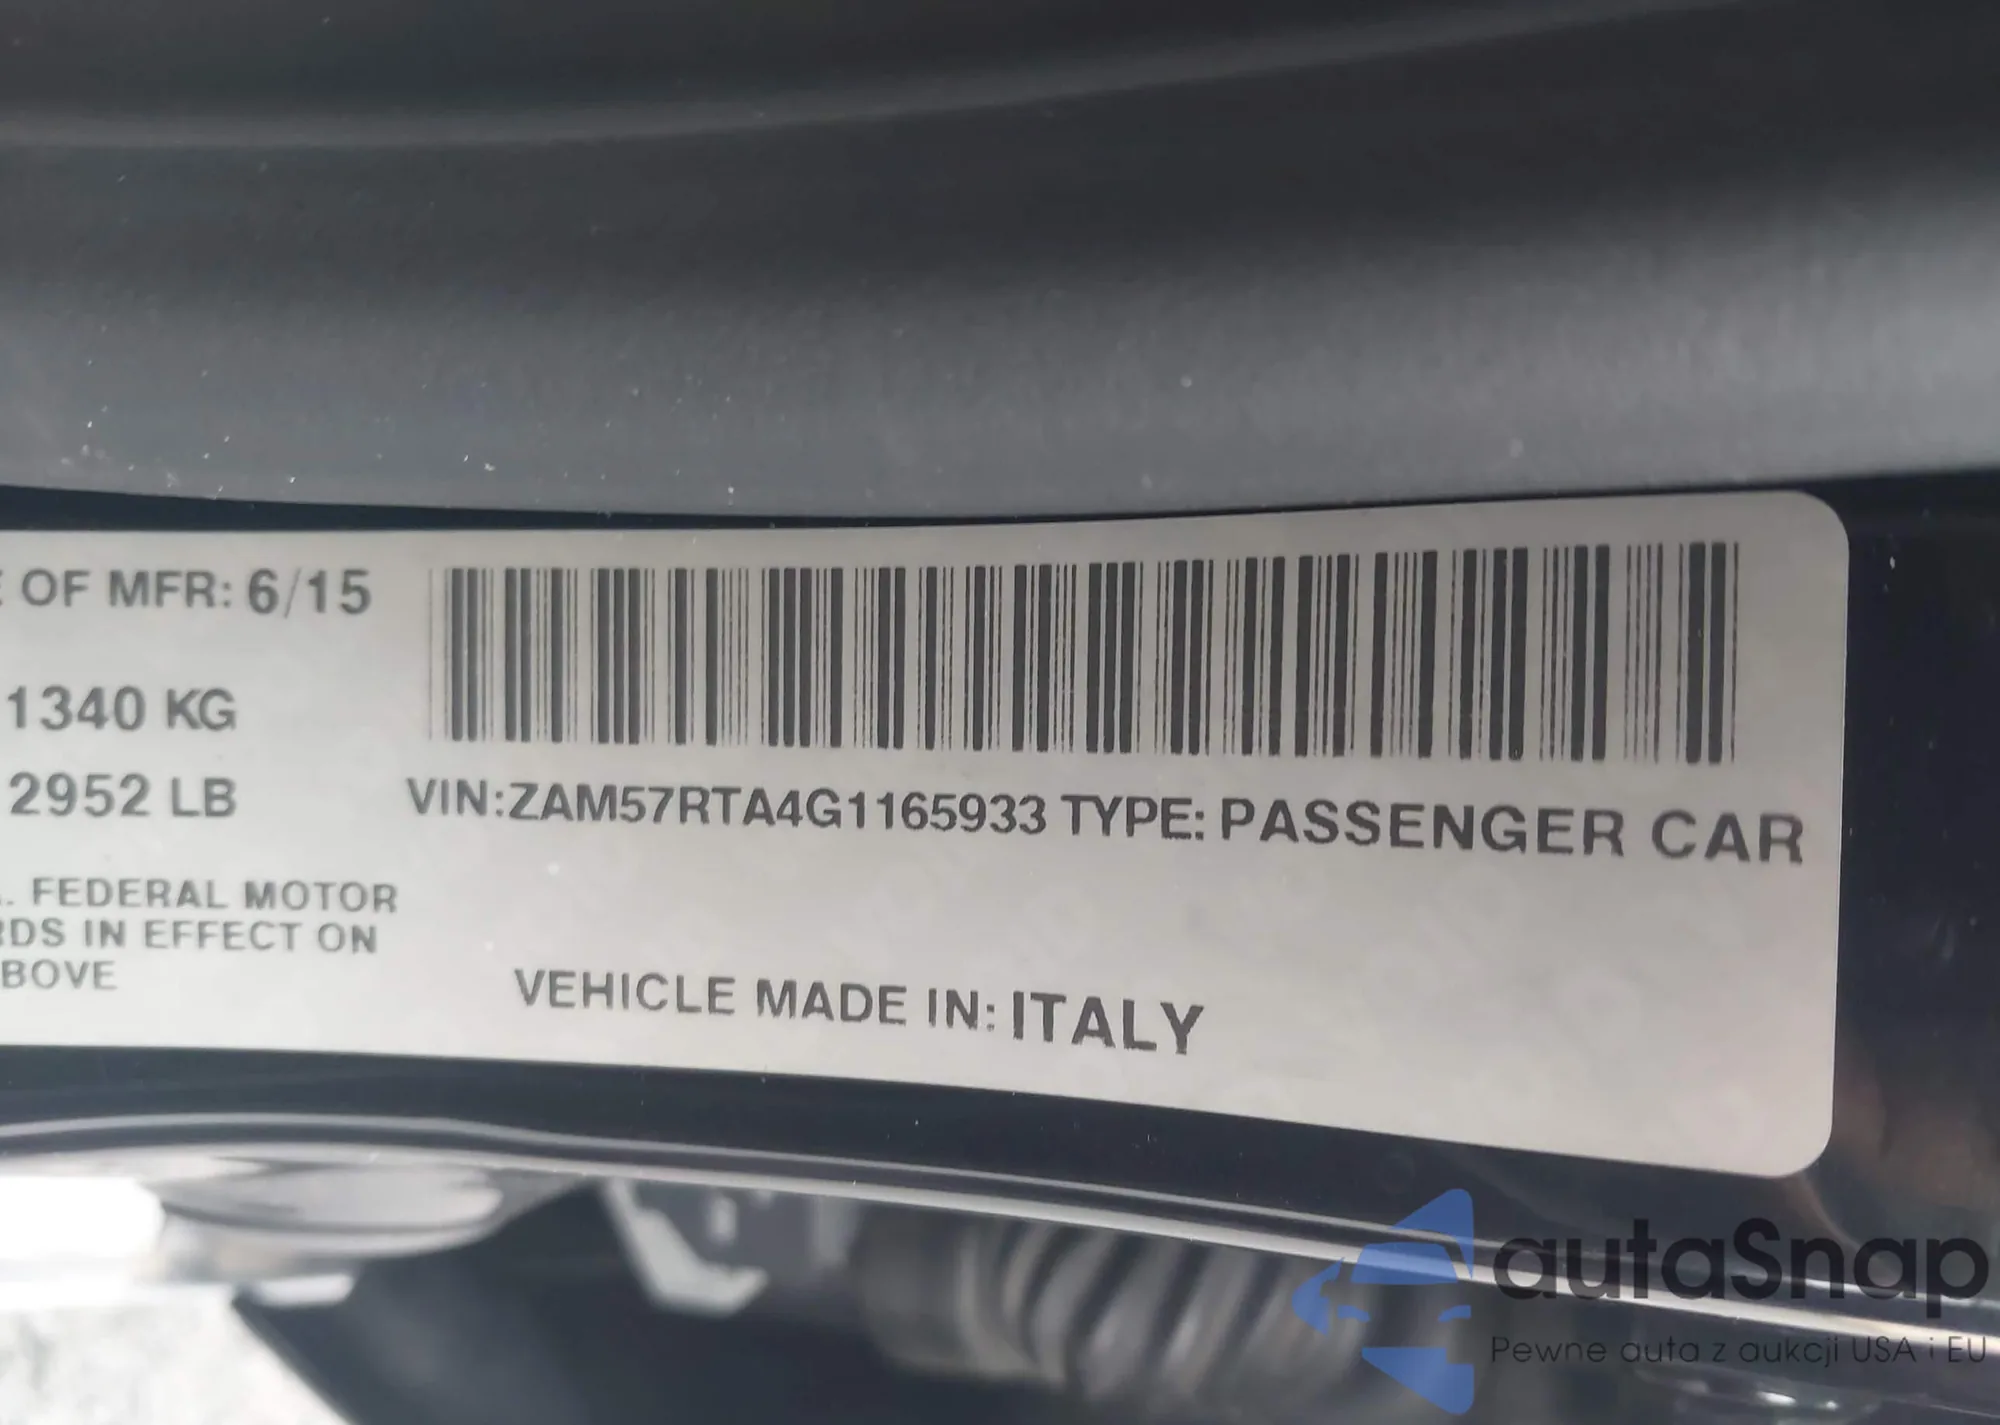 E OF MFR: 6/15
1340 KG
2952 LB
VIN:ZAM57RTA4G1165933 TYPE: PASSENGER CAR
. FEDERAL MOTOR
RDS IN EFFECT ON
BOVE
VEHICLE MADE IN: ITALY
autaSnap
Pewne auta z aukcji USA i EU